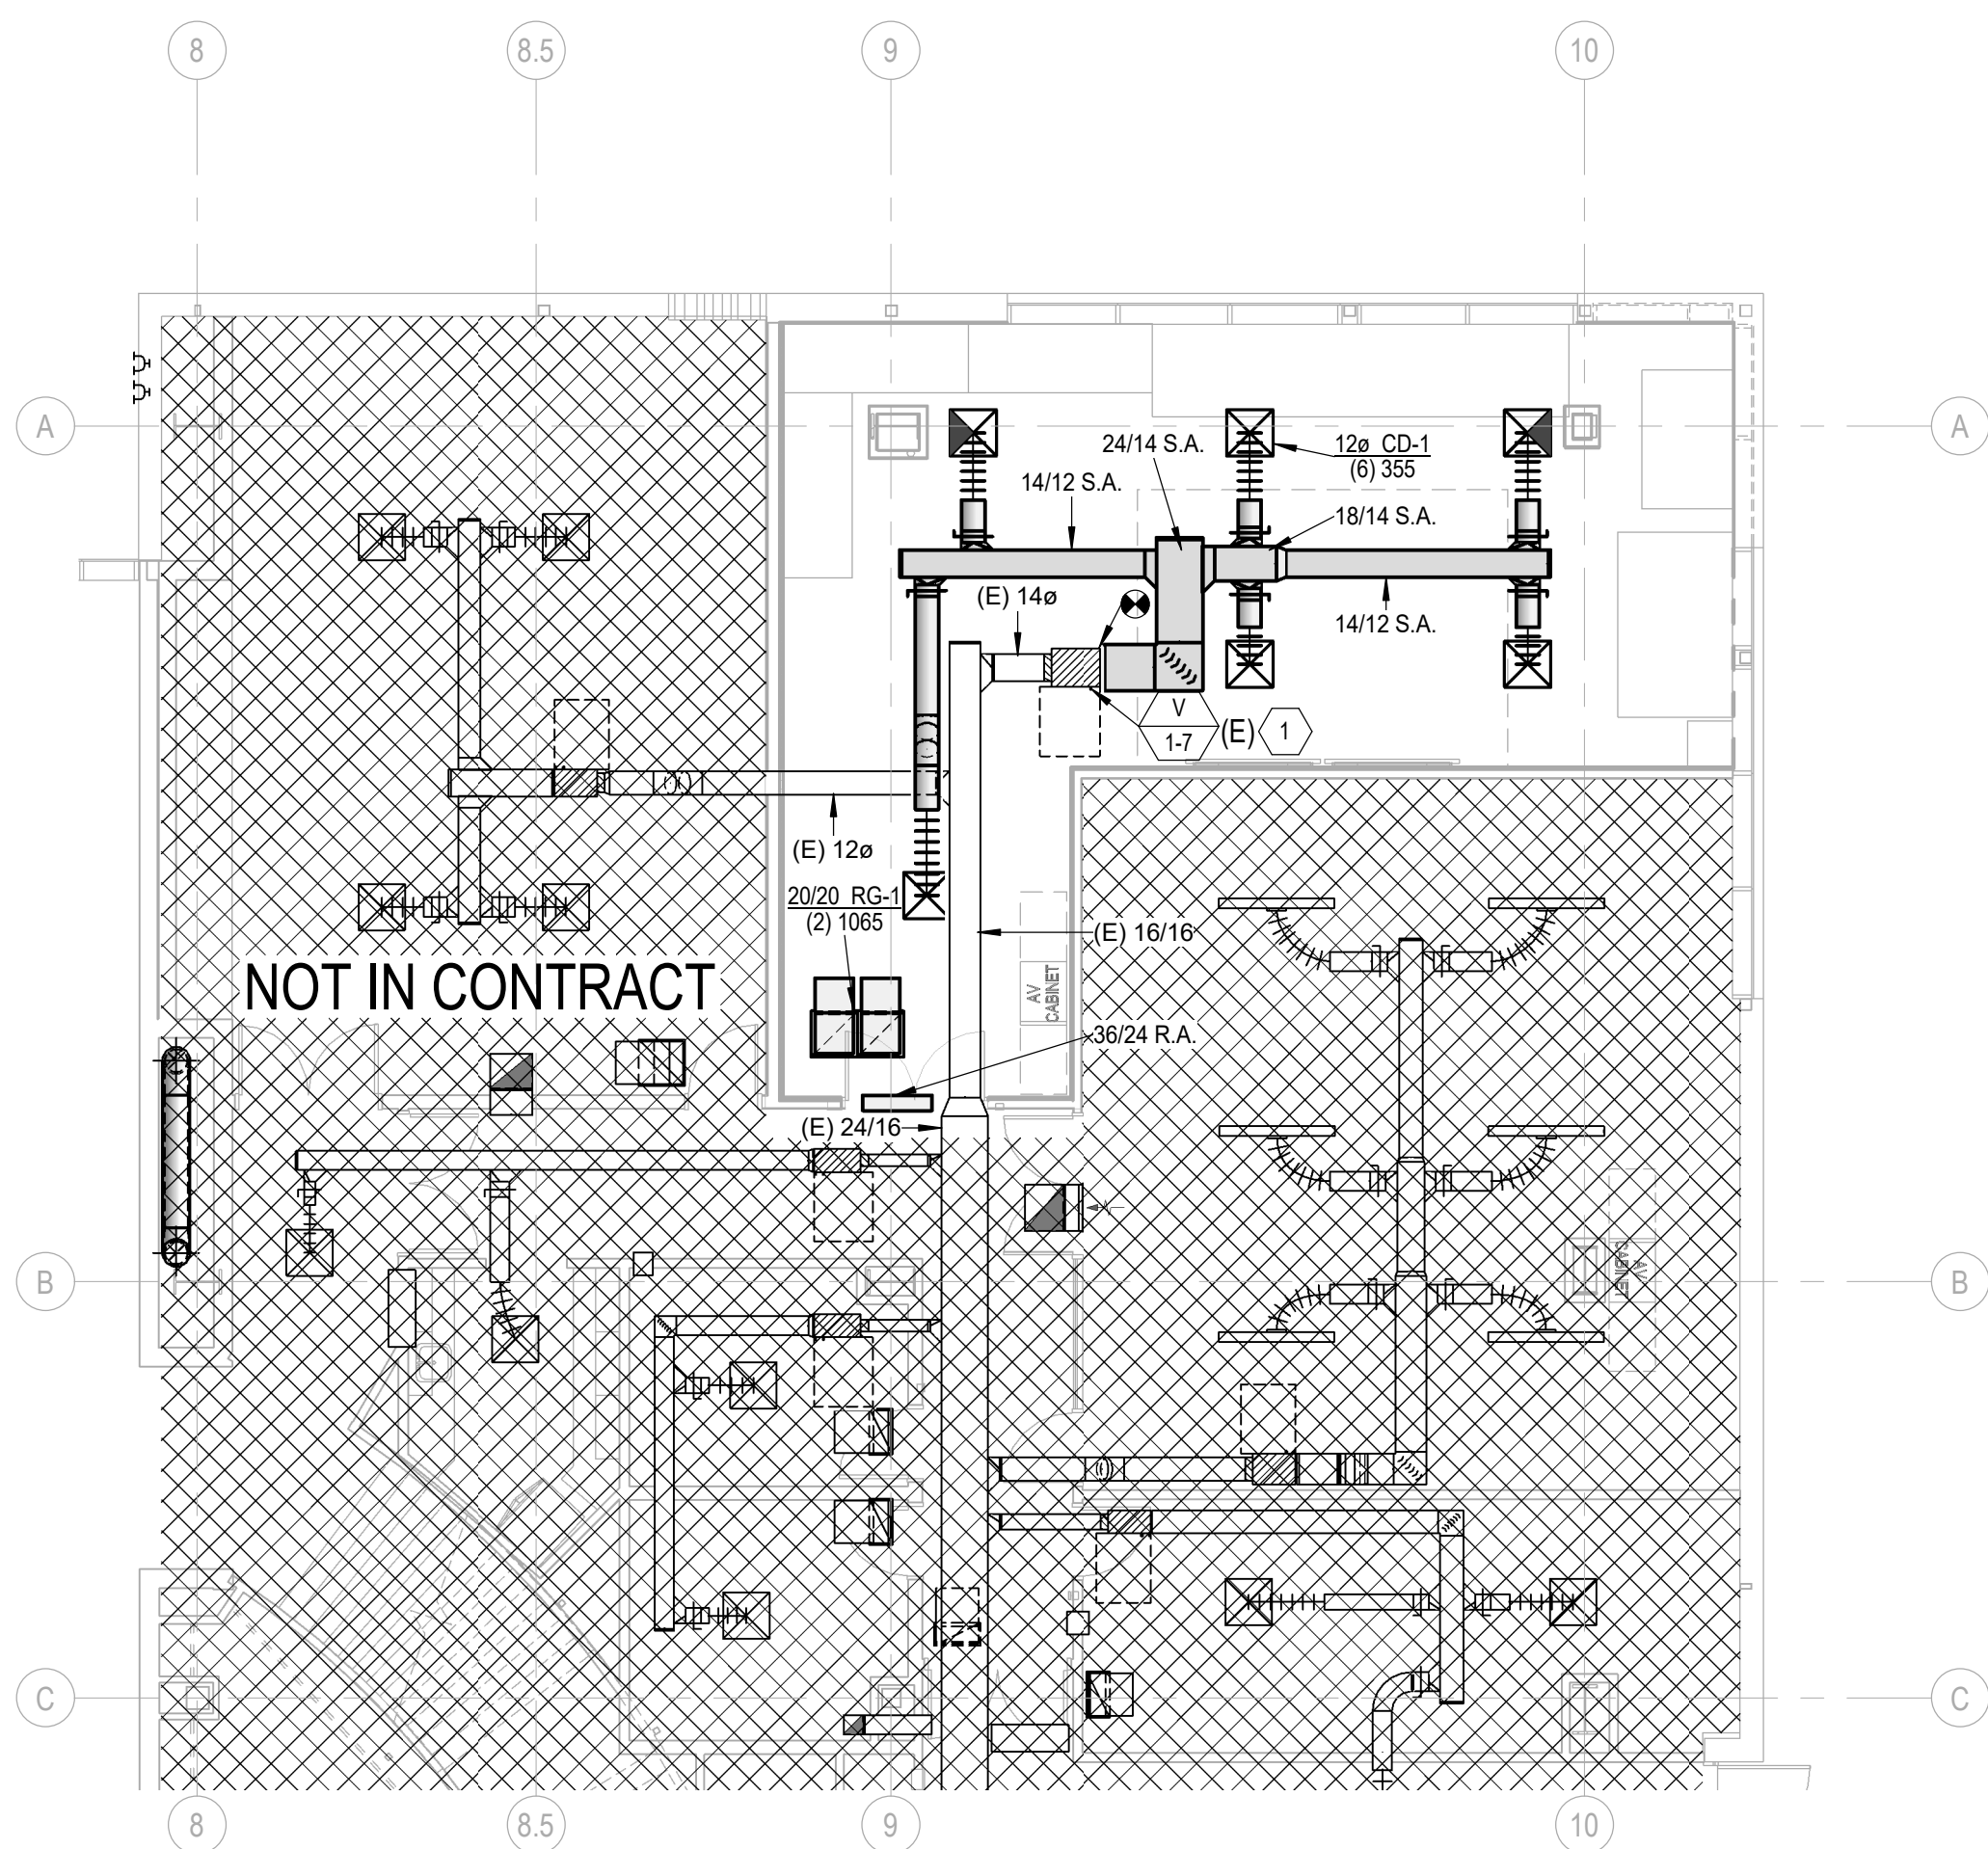 8
8.5
9
10
A
A
24/14 S.A.
12ø CD-1
(6) 355
14/12 S.A.
18/14 S.A.
(E) 14ø
14/12 S.A.
V
1-7
(E)
1
(E) 12ø
20/20 RG-1
(2) 1065
(E) 16/16
NOT IN CONTRACT
AV
CABINET
36/24 R.A.
(E) 24/16
B
B
AV
CABINET
C
C
8
8.5
9
10